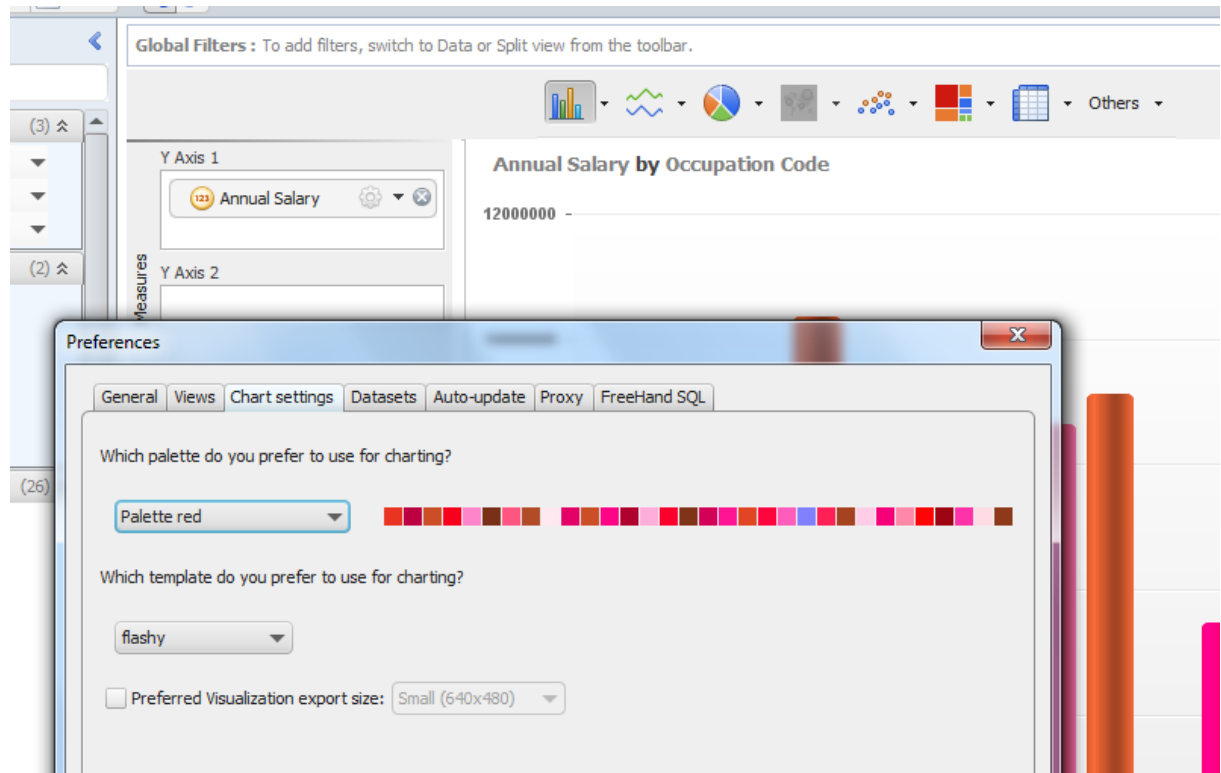 Global Filters : To add filters, switch to Data or Split view from the toolbar.
Others
(3)
Y Axis 1
Annual Salary by Occupation Code
123 Annual Salary
12000000
(2)
Y Axis 2
Measures
Preferences
General Views Chart settings Datasets Auto-update Proxy FreeHand SQL
Which palette do you prefer to use for charting?
(26)
Palette red
Which template do you prefer to use for charting?
flashy
Preferred Visualization export size: Small (640x480)